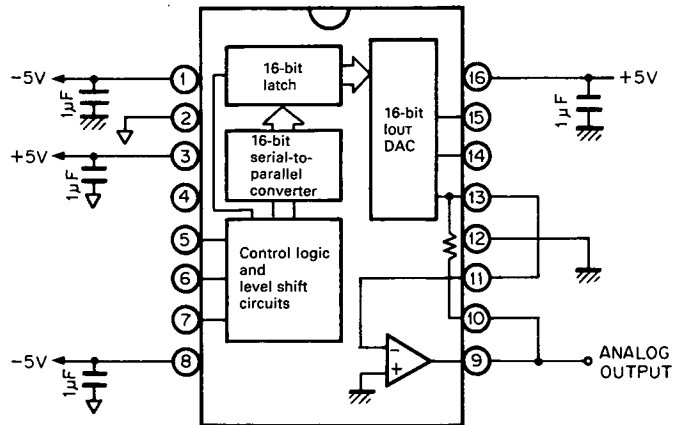 -5V
1μF
1
2
+5V
1μF
3
4
5
6
7
-5V
1μF
8
16-bit
latch
16-bit
serial-to-
parallel
converter
Control logic
and
level shift
circuits
16-bit
IOUT
DAC
-
+
16
+5V
1μF
15
14
13
12
11
10
9
ANALOG
OUTPUT